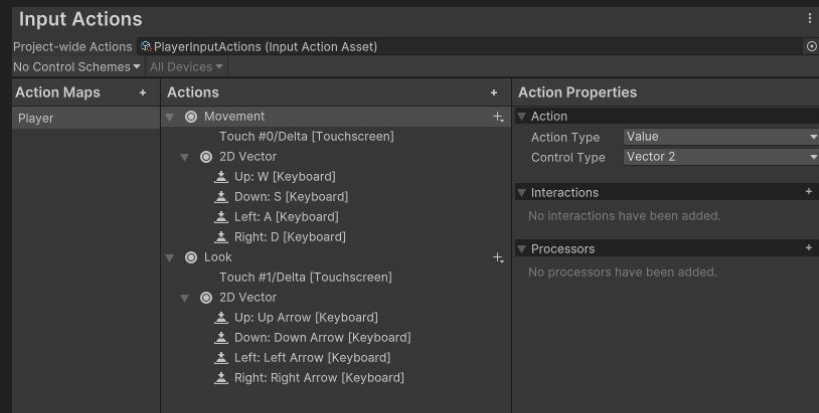 Input Actions
Project-wide Actions PlayerInputActions (Input Action Asset)
No Control Schemes All Devices
Action Maps + Actions + Action Properties
Player Movement Action
Touch #0/Delta [Touchscreen] Action Type Value
2D Vector Control Type Vector 2
Up: W [Keyboard]
Down: S [Keyboard] Interactions +
Left: A [Keyboard] No interactions have been added.
Right: D [Keyboard]
Look Processors +
Touch #1/Delta [Touchscreen] No processors have been added.
2D Vector
Up: Up Arrow [Keyboard]
Down: Down Arrow [Keyboard]
Left: Left Arrow [Keyboard]
Right: Right Arrow [Keyboard]